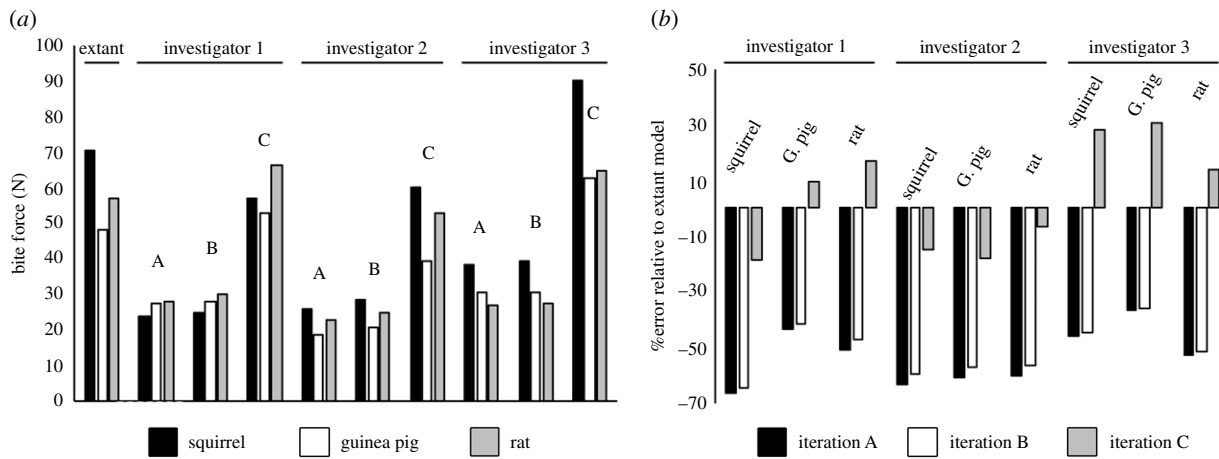 (a)
100
90
80
70
60
50
40
30
20
10
0
bite force (N)
extant
investigator 1
investigator 2
investigator 3
A
B
C
A
B
C
A
B
C
squirrel
guinea pig
rat
(b)
50
30
10
–10
–30
–50
–70
%error relative to extant model
investigator 1
investigator 2
investigator 3
squirrel
G. pig
rat
squirrel
G. pig
rat
squirrel
G. pig
rat
iteration A
iteration B
iteration C